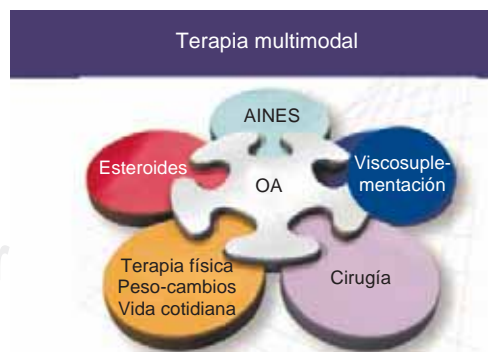 Terapia multimodal
AINES
Esteroides
Viscosuple-
mentación
OA
Terapia física
Peso-cambios
Vida cotidiana
Cirugía